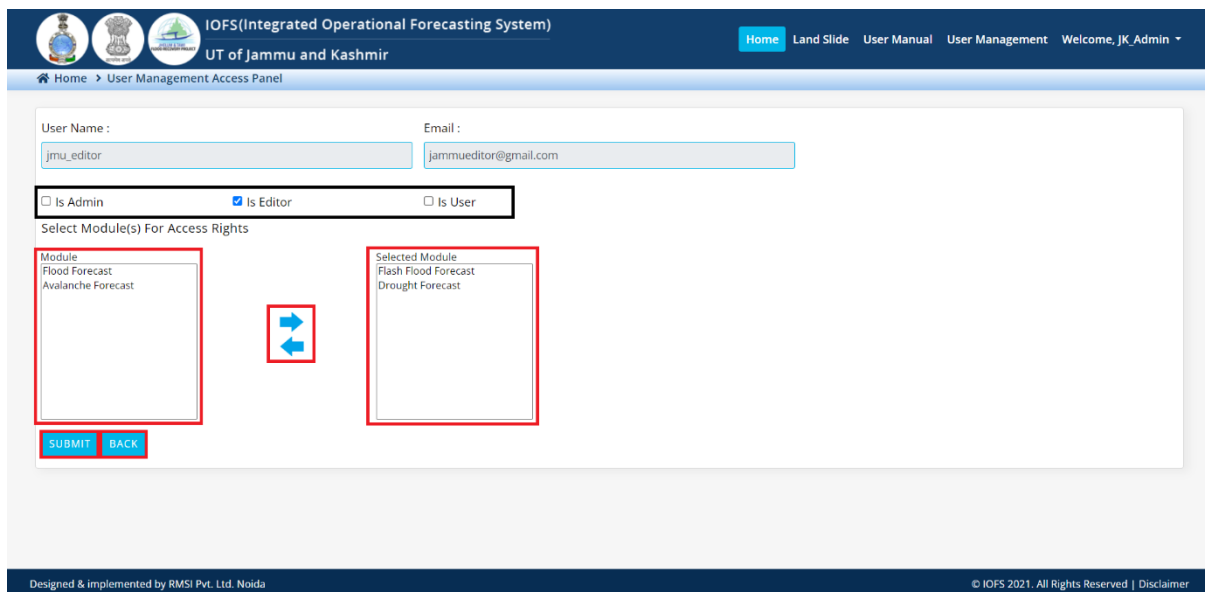 IOFS(Integrated Operational Forecasting System)
UT of Jammu and Kashmir
Home Land Slide User Manual User Management Welcome, JK_Admin
Home > User Management Access Panel
User Name : Email :
jmu_editor jammueditor@gmail.com
Is Admin Is Editor Is User
Select Module(s) For Access Rights
Module Selected Module
Flood Forecast Flash Flood Forecast
Avalanche Forecast Drought Forecast
SUBMIT BACK
Designed & implemented by RMSI Pvt. Ltd. Noida © IOFS 2021. All Rights Reserved | Disclaimer